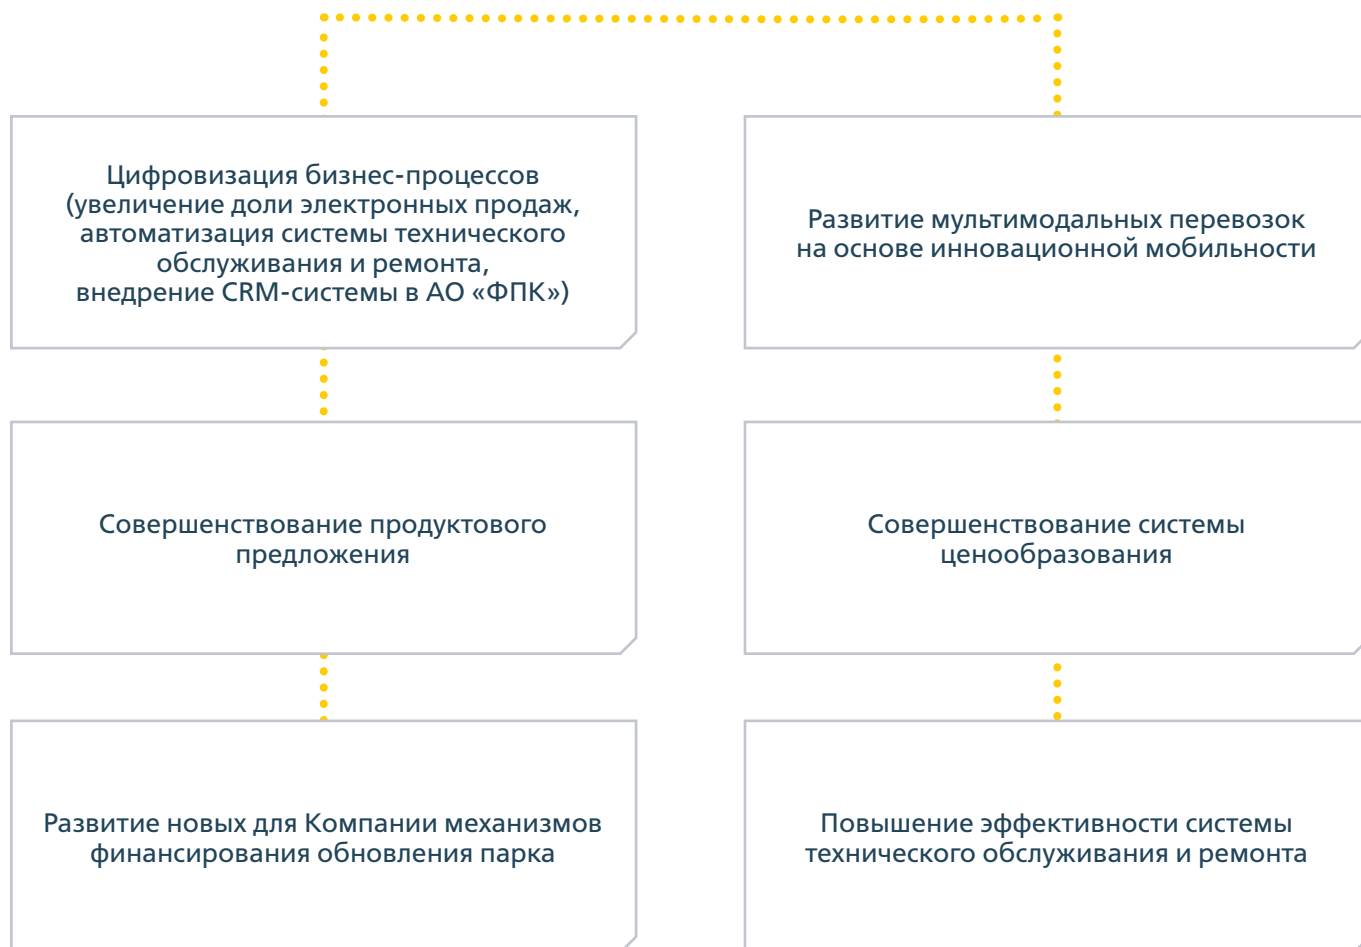 Цифровизация бизнес-процессов
(увеличение доли электронных продаж,
автоматизация системы технического
обслуживания и ремонта,
внедрение CRM-системы в АО «ФПК»)
Развитие мультимодальных перевозок
на основе инновационной мобильности
Совершенствование продуктового
предложения
Совершенствование системы
ценообразования
Развитие новых для Компании механизмов
финансирования обновления парка
Повышение эффективности системы
технического обслуживания и ремонта